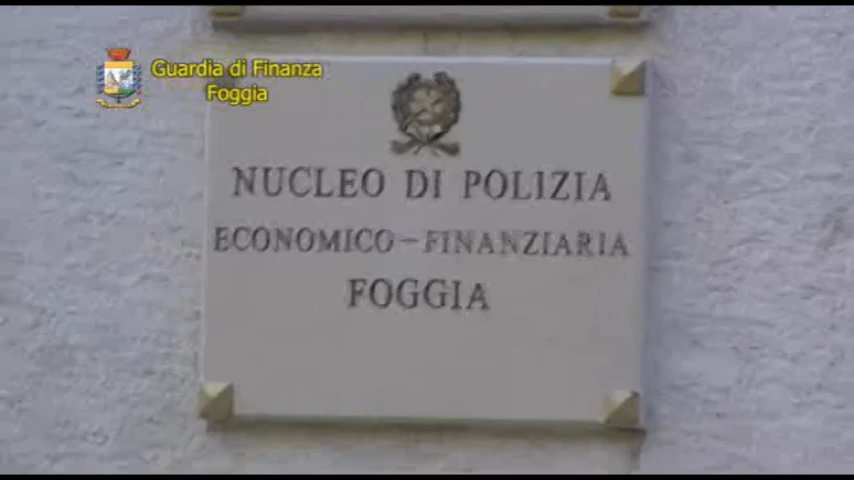 Guardia di Finanza
Foggia
NUCLEO DI POLIZIA
ECONOMICO-FINANZIARIA
FOGGIA